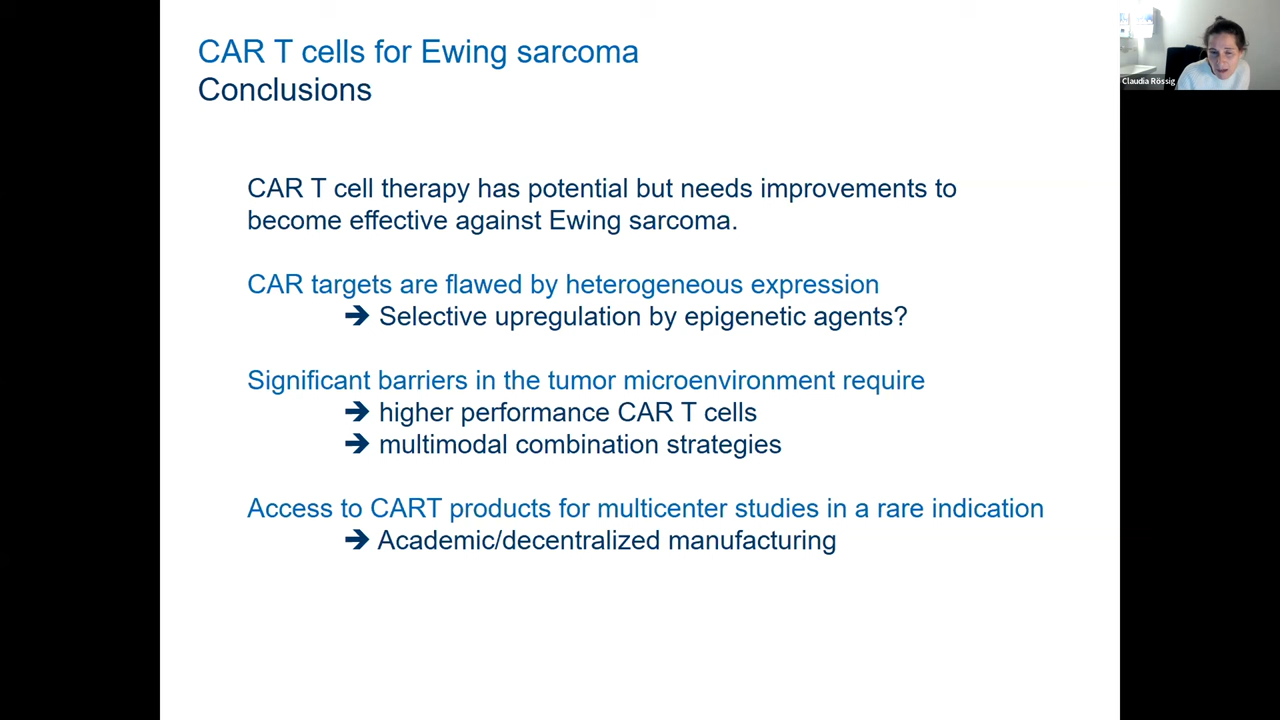 CAR T cells for Ewing sarcoma
Conclusions
Claudia Rössig
CAR T cell therapy has potential but needs improvements to
become effective against Ewing sarcoma.
CAR targets are flawed by heterogeneous expression
➔ Selective upregulation by epigenetic agents?
Significant barriers in the tumor microenvironment require
➔ higher performance CAR T cells
➔ multimodal combination strategies
Access to CART products for multicenter studies in a rare indication
➔ Academic/decentralized manufacturing